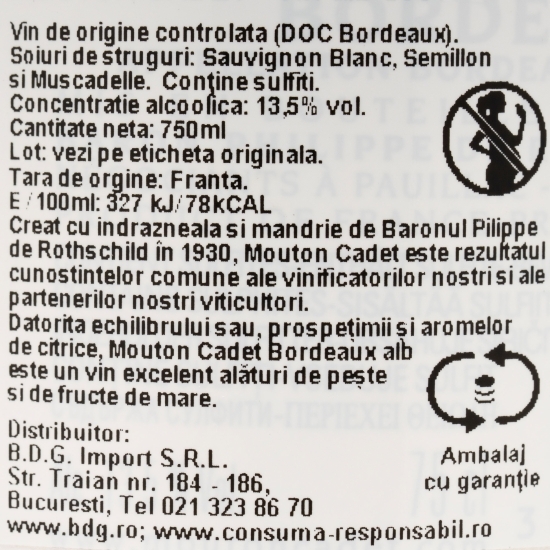 Vin de origine controlata (DOC Bordeaux).
Soiuri de struguri: Sauvignon Blanc, Semillon
si Muscadelle. Conţine sulfiti.
Concentratie alcoolica: 13,5% vol.
Cantitate neta: 750ml
Lot: vezi pe eticheta originala.
Tara de orgine: Franta.
E / 100ml: 327 kJ/78kCAL
Creat cu indrazneala si mandrie de Baronul Pilippe
de Rothschild în 1930, Mouton Cadet este rezultatul
cunostintelor comune ale vinificatorilor nostri si ale
partenerilor nostri viticultori.
Datorita echilibrului sau, prospeţimii şi aromelor
de citrice, Mouton Cadet Bordeaux alb
este un vin excelent alături de peşte
si de fructe de mare.
Distribuitor:
B.D.G. Import S.R.L.
Str. Traian nr. 184 - 186,
Bucuresti, Tel 021 323 86 70
www.bdg.ro; www.consuma-responsabil.ro
Ambalaj
cu garanţie